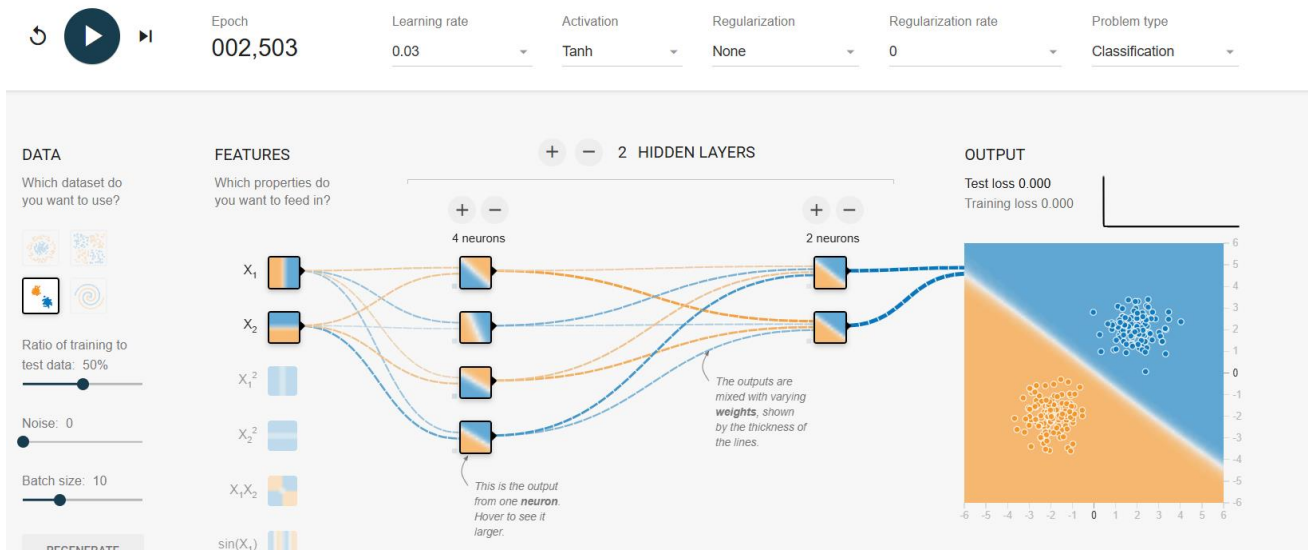 Epoch
002,503
Learning rate
0.03
Activation
Tanh
Regularization
None
Regularization rate
0
Problem type
Classification
DATA
Which dataset do
you want to use?
Ratio of training to
test data: 50%
Noise: 0
Batch size: 10
REGENERATE
FEATURES
Which properties do
you want to feed in?
X₁
X₂
X₁²
X₂²
X₁X₂
sin(X₁)
+ − 2 HIDDEN LAYERS
+ −
4 neurons
+ −
2 neurons
This is the output
from one neuron.
Hover to see it
larger.
The outputs are
mixed with varying
weights, shown
by the thickness of
the lines.
OUTPUT
Test loss 0.000
Training loss 0.000
6
5
4
3
2
1
0
-1
-2
-3
-4
-5
-6
-6 -5 -4 -3 -2 -1 0 1 2 3 4 5 6